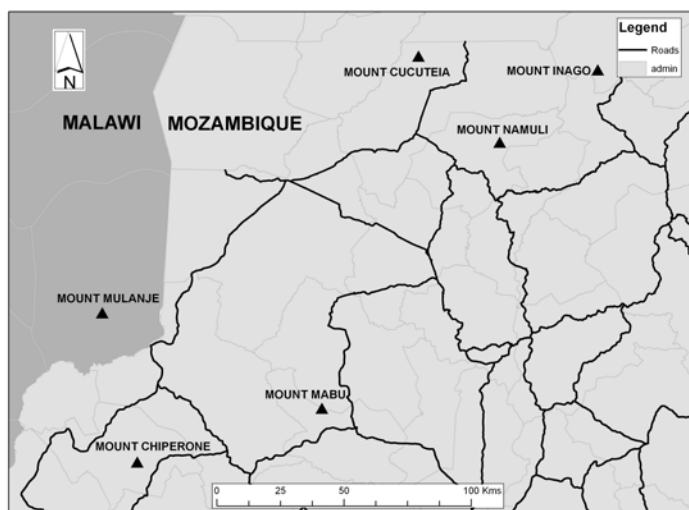 Legend
Roads
admin
N
MOUNT CUCUTEIA
MOUNT INAGO
MALAWI MOZAMBIQUE
MOUNT NAMULI
MOUNT MULANJE
MOUNT MABU
MOUNT CHIPERONE
0 25 50 100 Kms